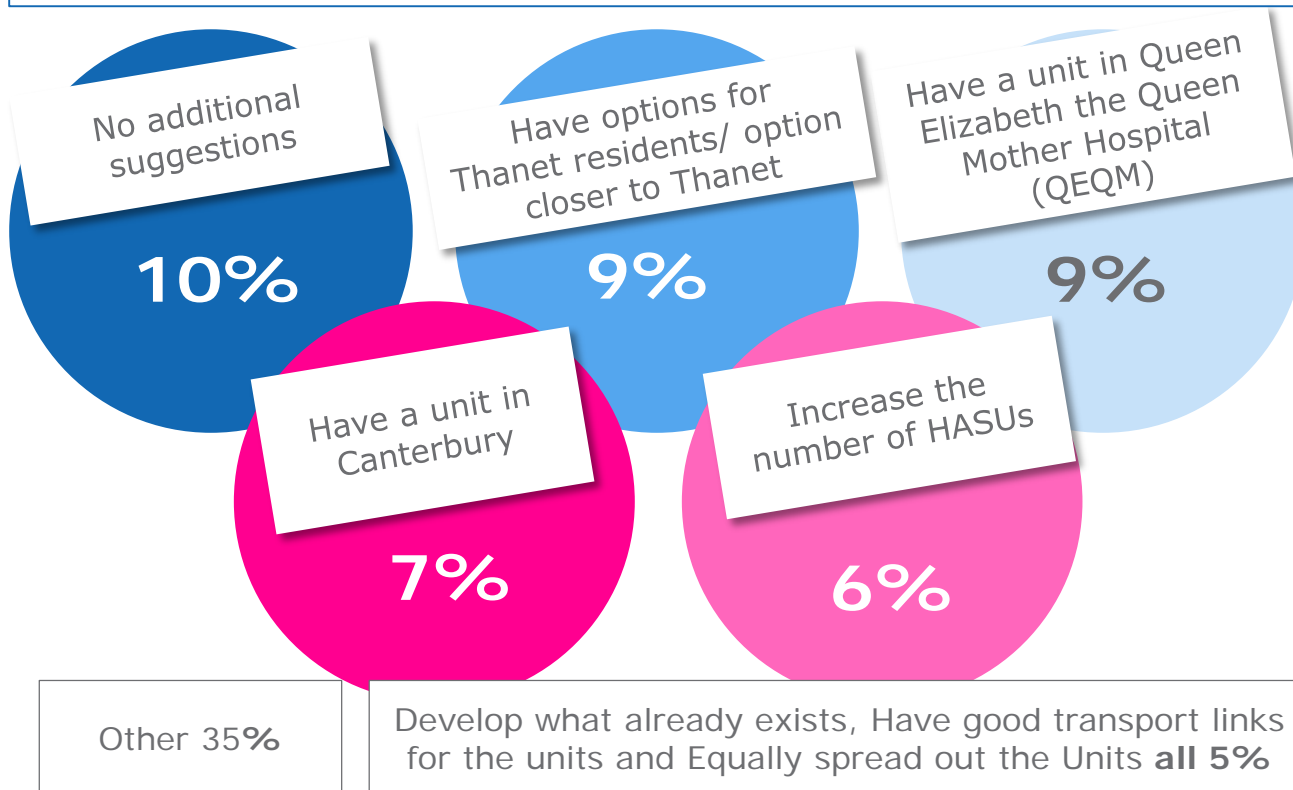 No additional
suggestions
10%
Have options for
Thanet residents/ option
closer to Thanet
9%
Have a unit in Queen
Elizabeth the Queen
Mother Hospital
(QEQM)
9%
Have a unit in
Canterbury
7%
Increase the
number of HASUs
6%
Other 35%
Develop what already exists, Have good transport links
for the units and Equally spread out the Units all 5%